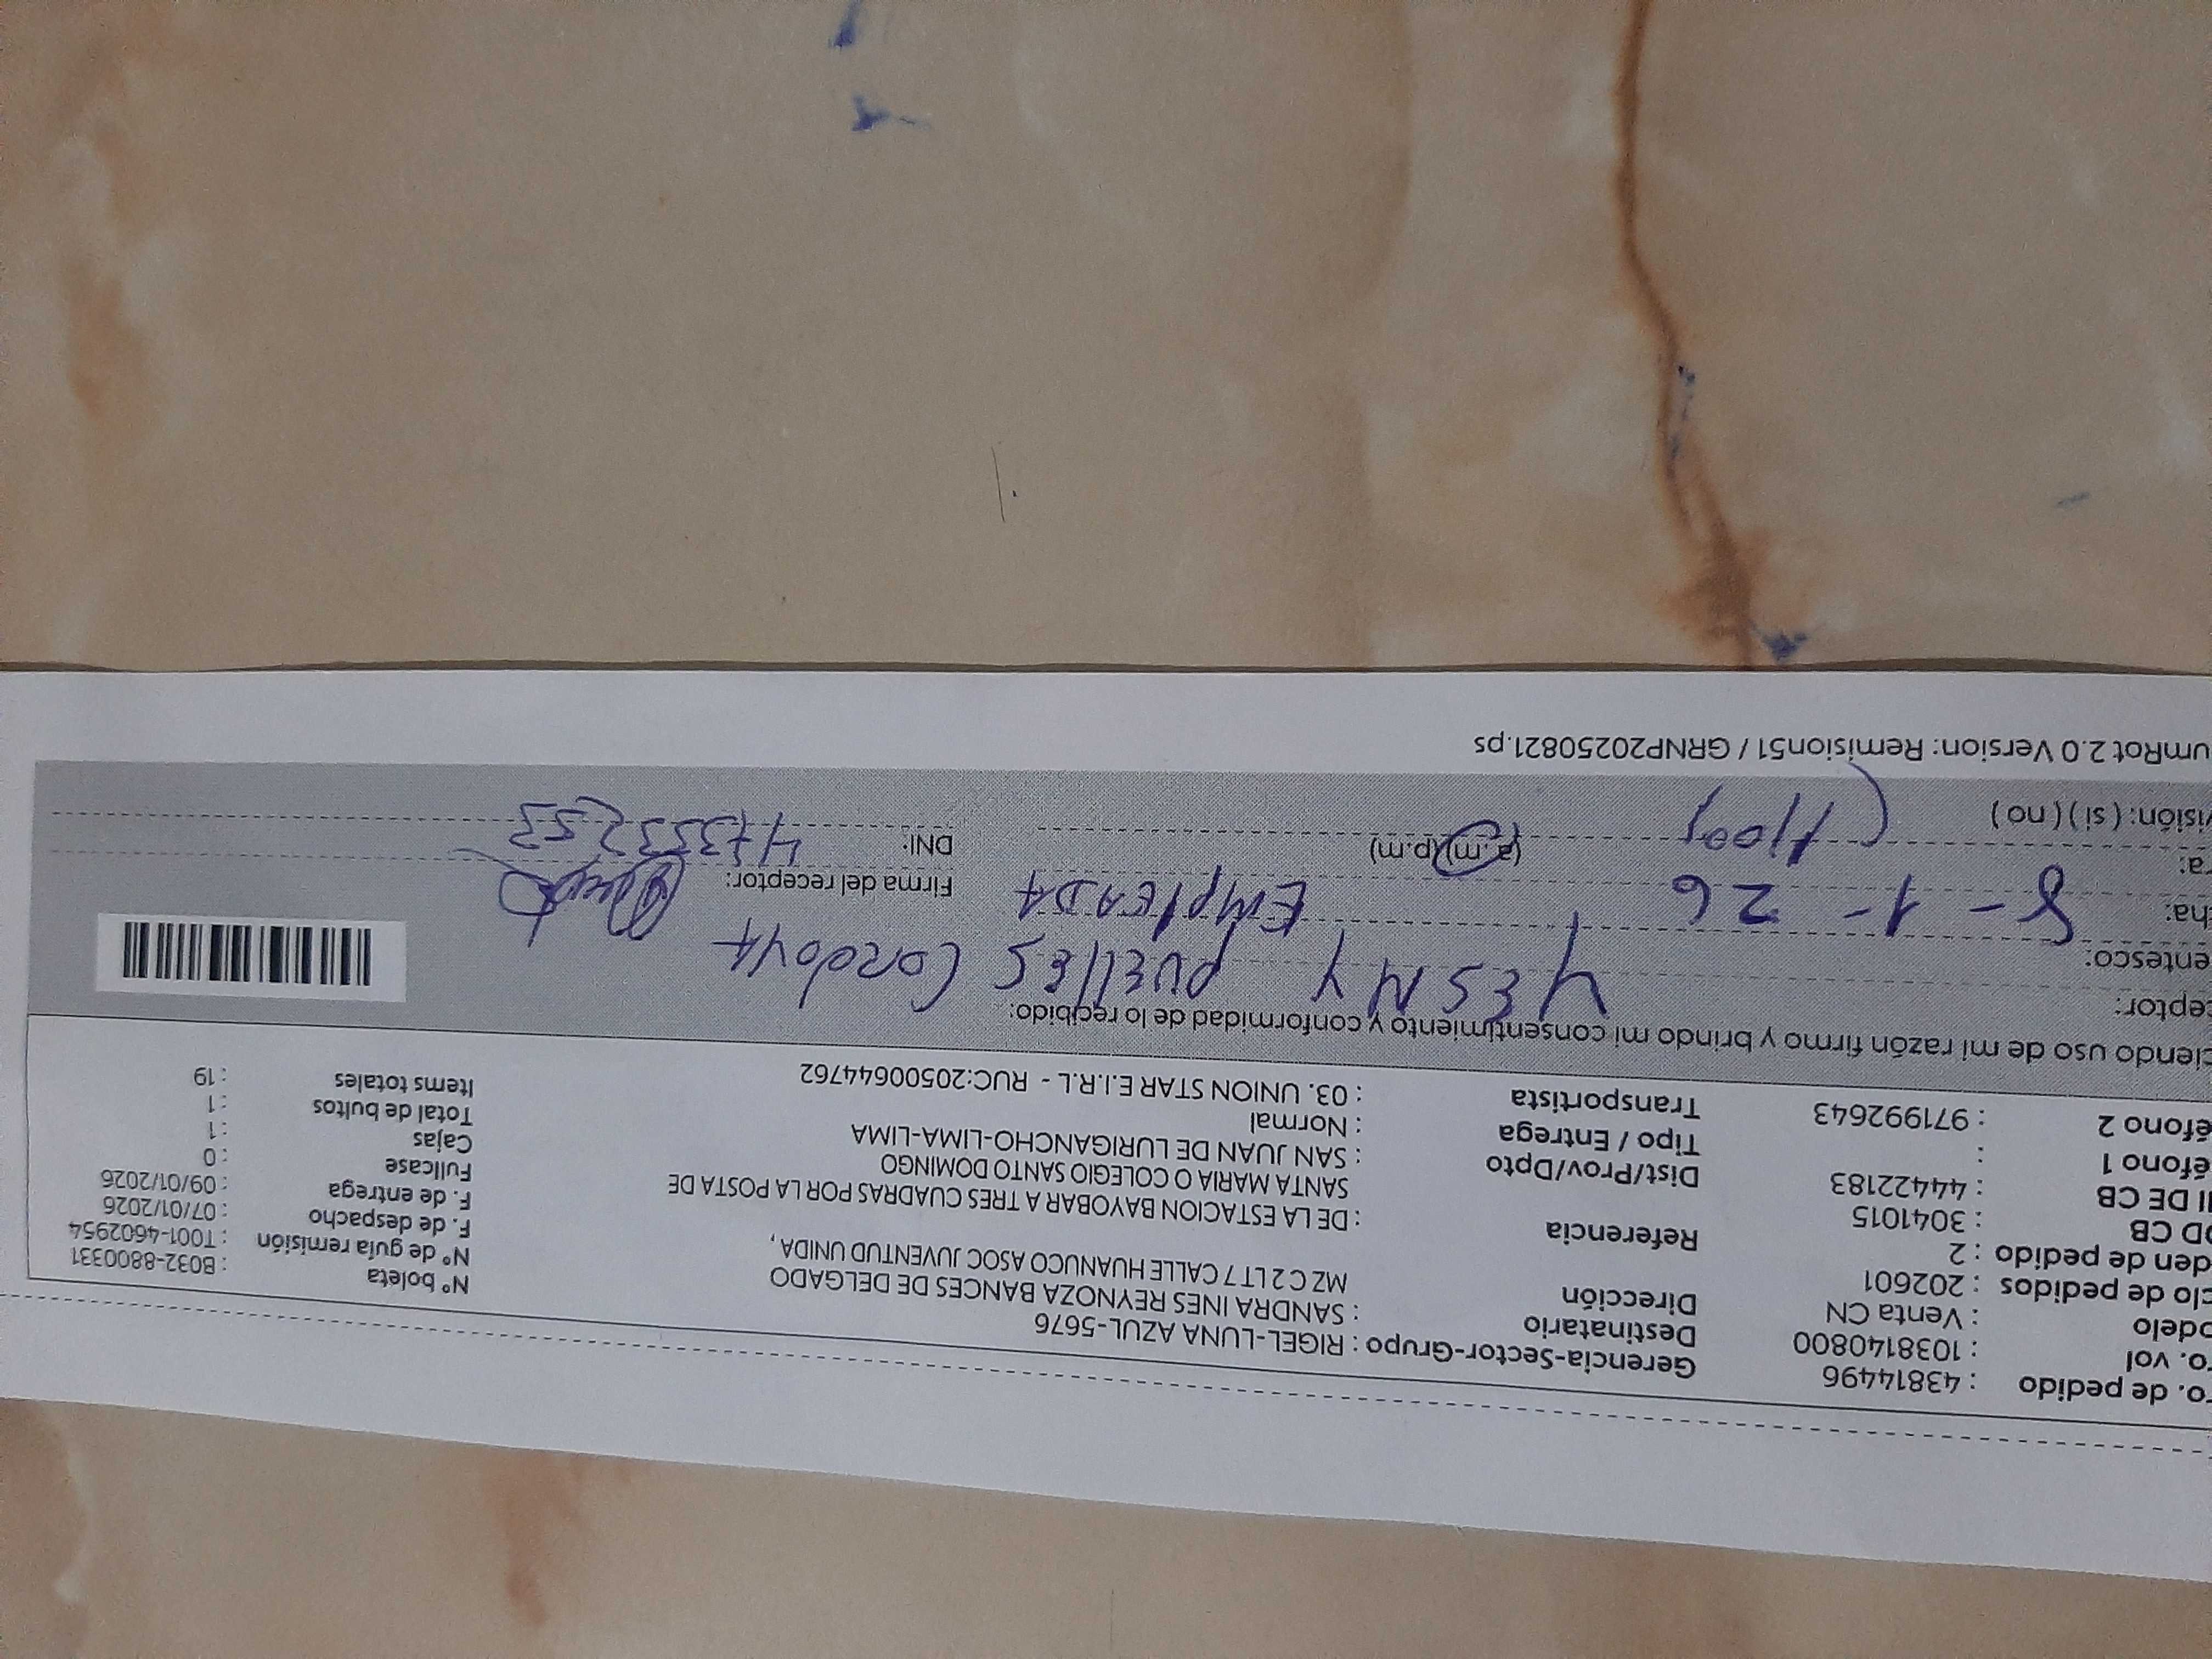 ro. de pedido : 43814496 Gerencia-Sector-Grupo : RIGEL-LUNA AZUL-5676
ro. vol : 1038140800 Destinatario : SANDRA INES REYNOZA BANCES DE DELGADO
odelo : Venta CN Dirección MZ C 2 LT 7 CALLE HUANUCO ASOC JUVENTUD UNIDA ,
clo de pedidos : 202601
den de pedido : 2 Referencia : DE LA ESTACION BAYOBAR A TRES CUADRAS POR LA POSTA DE
OD CB : 3041015 SANTA MARIA O COLEGIO SANTO DOMINGO
II DE CB : 44422183 Dist/Prov/Dpto : SAN JUAN DE LURIGANCHO-LIMA-LIMA
éfono 1 : Tipo / Entrega : Normal
éfono 2 : 971992643 Transportista : 03. UNION STAR E.I.R.L - RUC:20500644762
N° boleta : B032-8800331
N° de guía remisión : T001-4602954
F. de despacho : 07/01/2026
F. de entrega : 09/01/2026
Fullcase : 0
Cajas : 1
Total de bultos : 1
Items totales : 19
ciendo uso de mi razón firmo y brindo mi consentimiento y conformidad de lo recibido:
ceptor: YESNY PUELLES CORDOVA
entesco: EMPLEADA Firma del receptor:
ha: 8 - 1 - 26
ra: (a.m)(p.m) DNI:
visión: ( si ) ( no )
umRot 2.0 Version: Remision51 / GRNP20250821.ps